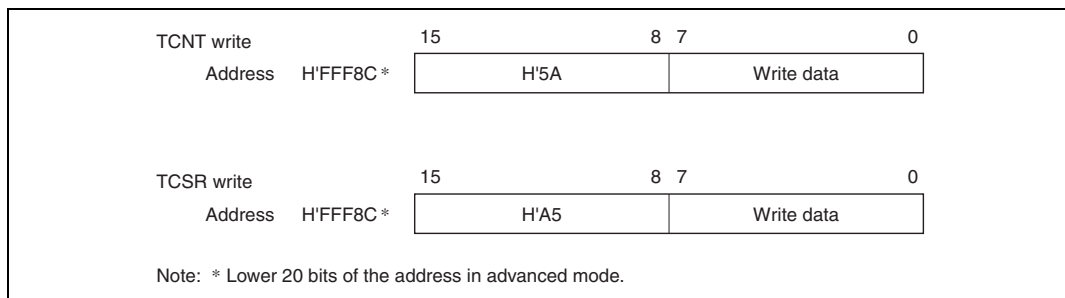 TCNT write 15 8 7 0
Address H'FFF8C * H'5A Write data
TCSR write 15 8 7 0
Address H'FFF8C * H'A5 Write data
Note: * Lower 20 bits of the address in advanced mode.